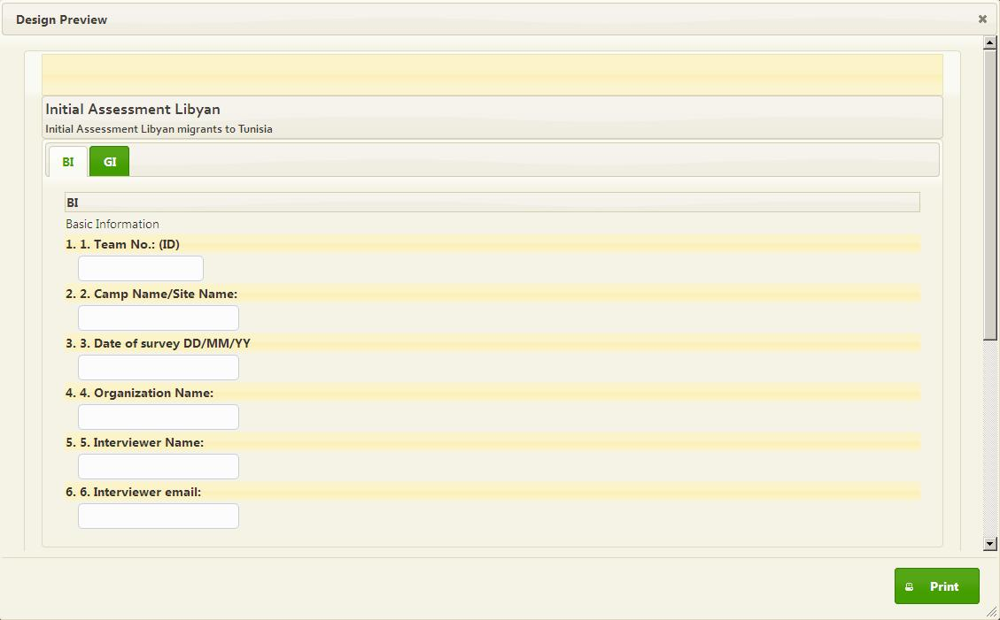 Design Preview
Initial Assessment Libyan
Initial Assessment Libyan migrants to Tunisia
BI GI
BI
Basic Information
1. 1. Team No.: (ID)
2. 2. Camp Name/Site Name:
3. 3. Date of survey DD/MM/YY
4. 4. Organization Name:
5. 5. Interviewer Name:
6. 6. Interviewer email:
Print